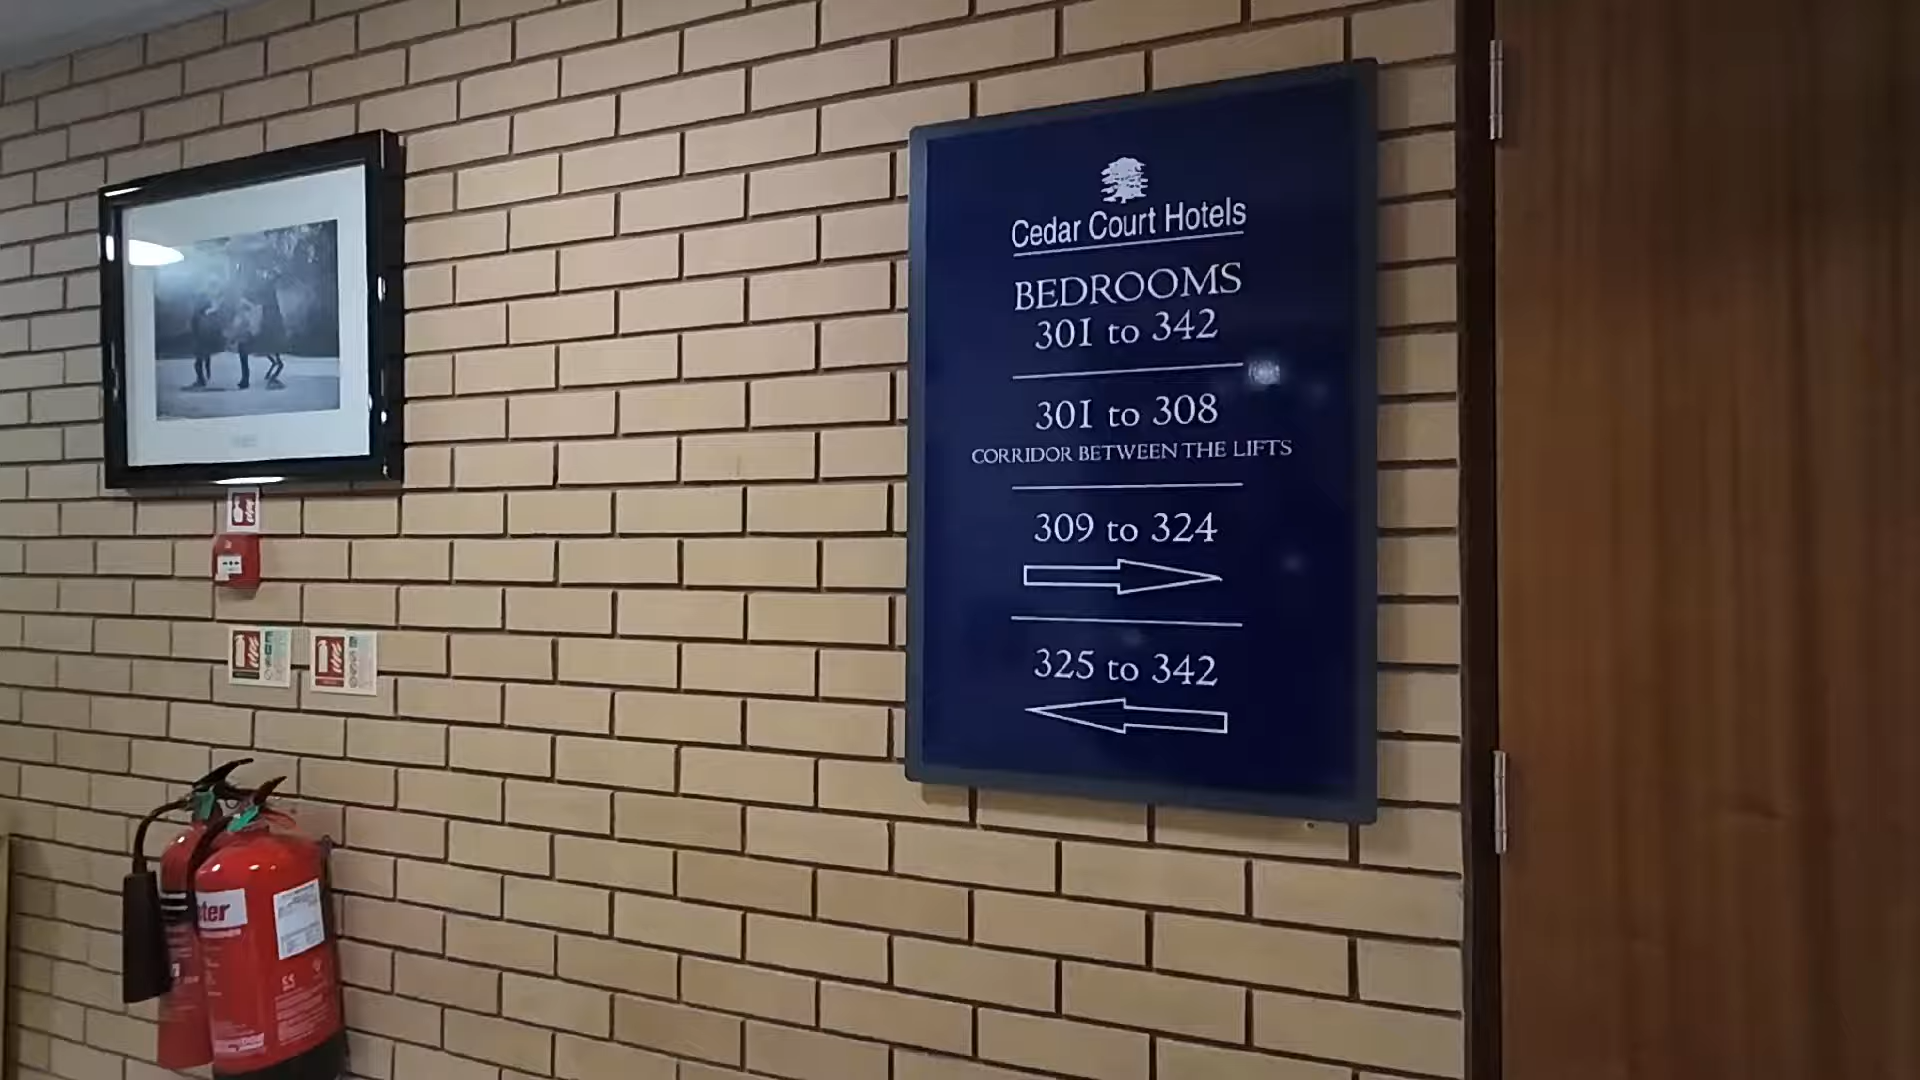 Cedar Court Hotels
BEDROOMS
301 to 342
301 to 308
CORRIDOR BETWEEN THE LIFTS
309 to 324
325 to 342